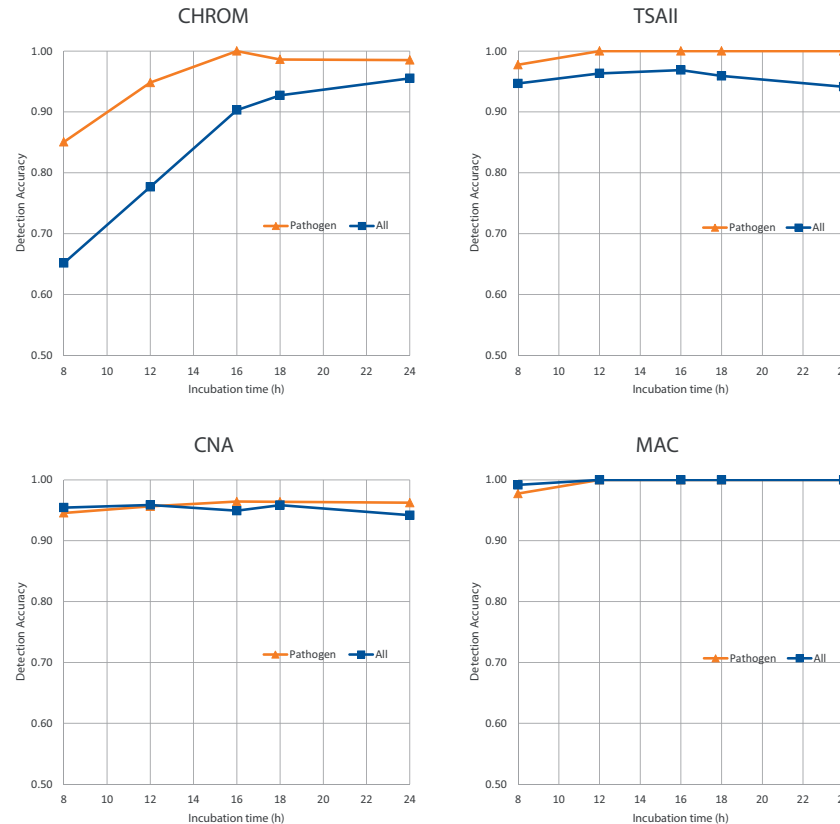 CHROM
1.00
0.90
0.80
0.70
0.60
0.50
Detection Accuracy
Pathogen All
8 10 12 14 16 18 20 22 24
Incubation time (h)
TSAII
1.00
0.90
0.80
0.70
0.60
0.50
Detection Accuracy
Pathogen All
8 10 12 14 16 18 20 22
Incubation time (h)
CNA
1.00
0.90
0.80
0.70
0.60
0.50
Detection Accuracy
Pathogen All
8 10 12 14 16 18 20 22 24
Incubation time (h)
MAC
1.00
0.90
0.80
0.70
0.60
0.50
Detection Accuracy
Pathogen All
8 10 12 14 16 18 20 22
Incubation time (h)